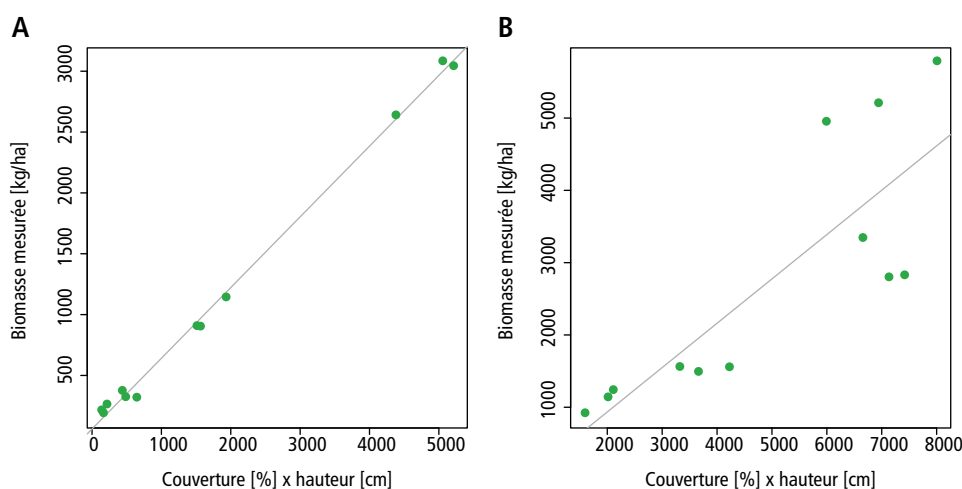 A
Biomasse mesurée [kg/ha]
3000
2500
2000
1500
1000
500
0 1000 2000 3000 4000 5000
Couverture [%] x hauteur [cm]
B
Biomasse mesurée [kg/ha]
5000
4000
3000
2000
1000
2000 3000 4000 5000 6000 7000 8000
Couverture [%] x hauteur [cm]